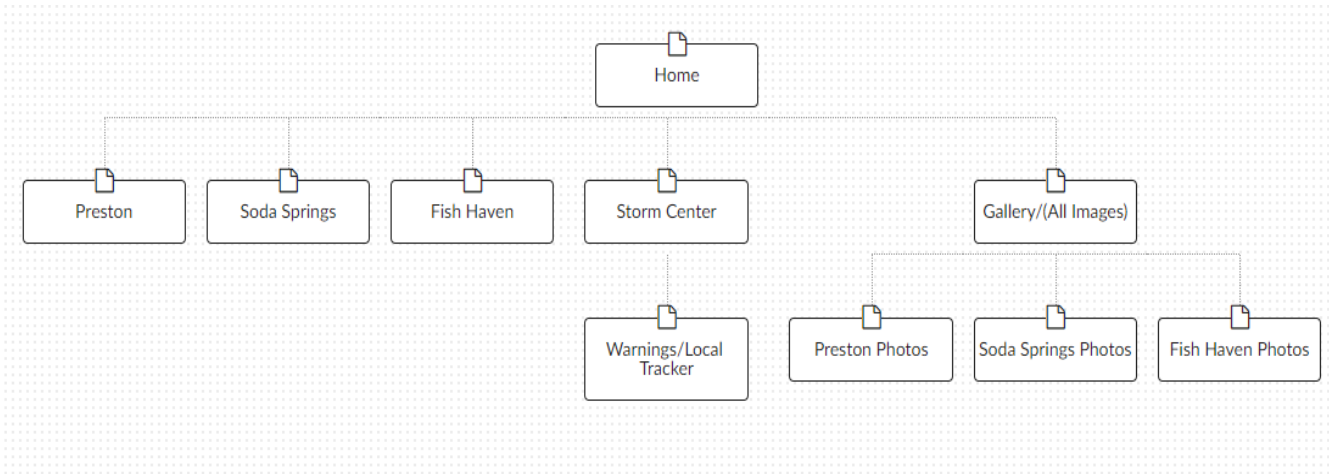 Home
Preston
Soda Springs
Fish Haven
Storm Center
Gallery/(All Images)
Warnings/Local
Tracker
Preston Photos
Soda Springs Photos
Fish Haven Photos